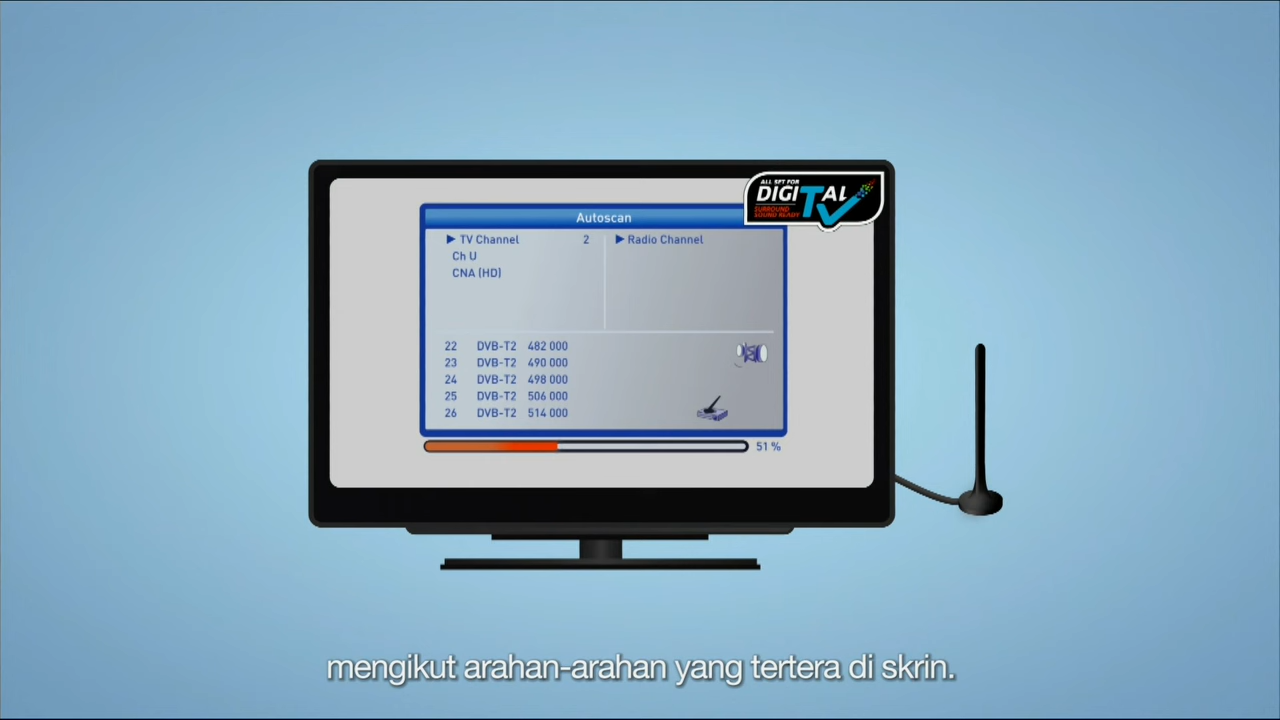 ALL SET FOR
DIGITAL
TV
SURROUND
SOUND READY
Autoscan
TV Channel 2 Radio Channel
Ch U
CNA (HD)
22 DVB-T2 482 000
23 DVB-T2 490 000
24 DVB-T2 498 000
25 DVB-T2 506 000
26 DVB-T2 514 000
51 %
mengikut arahan-arahan yang tertera di skrin.